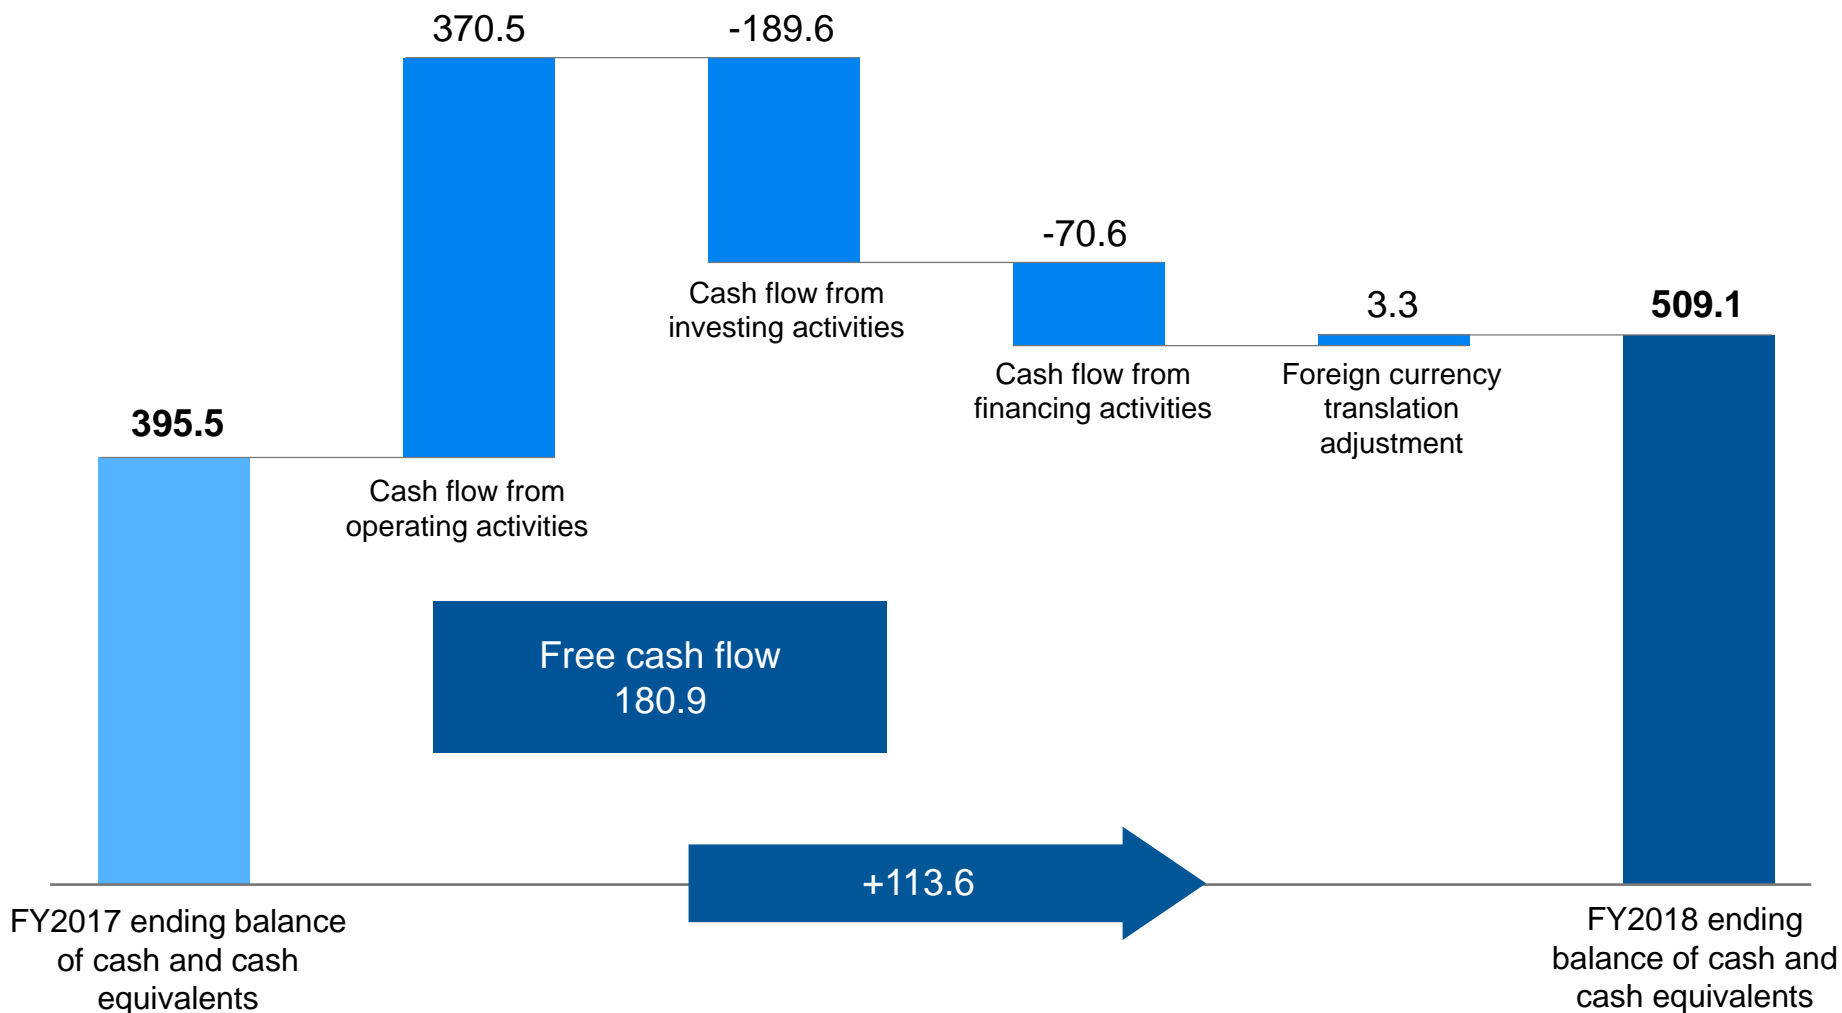 370.5
-189.6
-70.6
Cash flow from
investing activities
3.3
509.1
Cash flow from
financing activities
Foreign currency
translation
adjustment
395.5
Cash flow from
operating activities
Free cash flow
180.9
+113.6
FY2017 ending balance
of cash and cash
equivalents
FY2018 ending
balance of cash and
cash equivalents